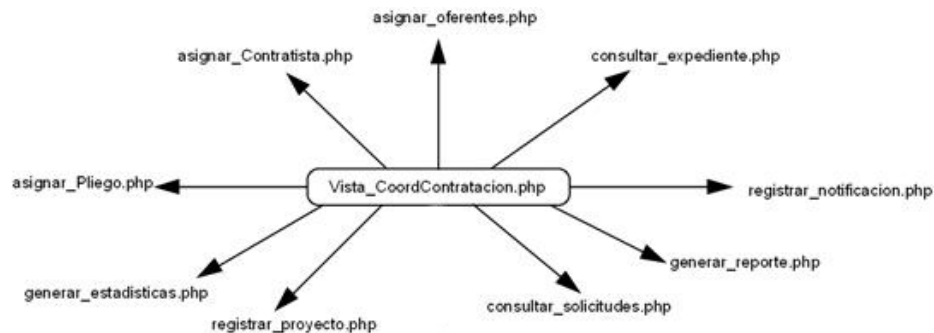 asignar_oferentes.php
asignar_Contratista.php
consultar_expediente.php
asignar_Pliego.php
Vista_CoordContratacion.php
registrar_notificacion.php
generar_reporte.php
generar_estadisticas.php
consultar_solicitudes.php
registrar_proyecto.php